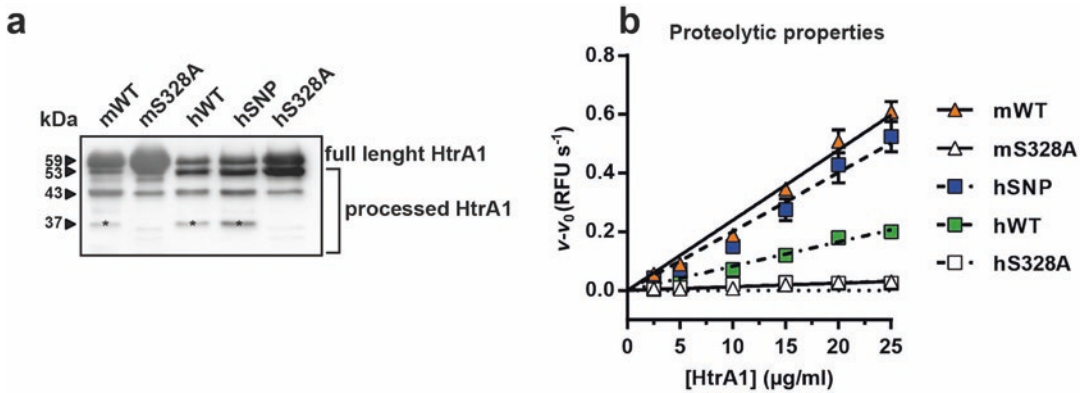 a
mWT
mS328A
hWT
hSNP
hS328A
kDa
59
53
43
37
* * *
full lenght HtrA1
processed HtrA1
b
Proteolytic properties
0.8
0.6
0.4
0.2
0.0
v-v0 (RFU s-1)
0 5 10 15 20 25
[HtrA1] (µg/ml)
mWT
mS328A
hSNP
hWT
hS328A